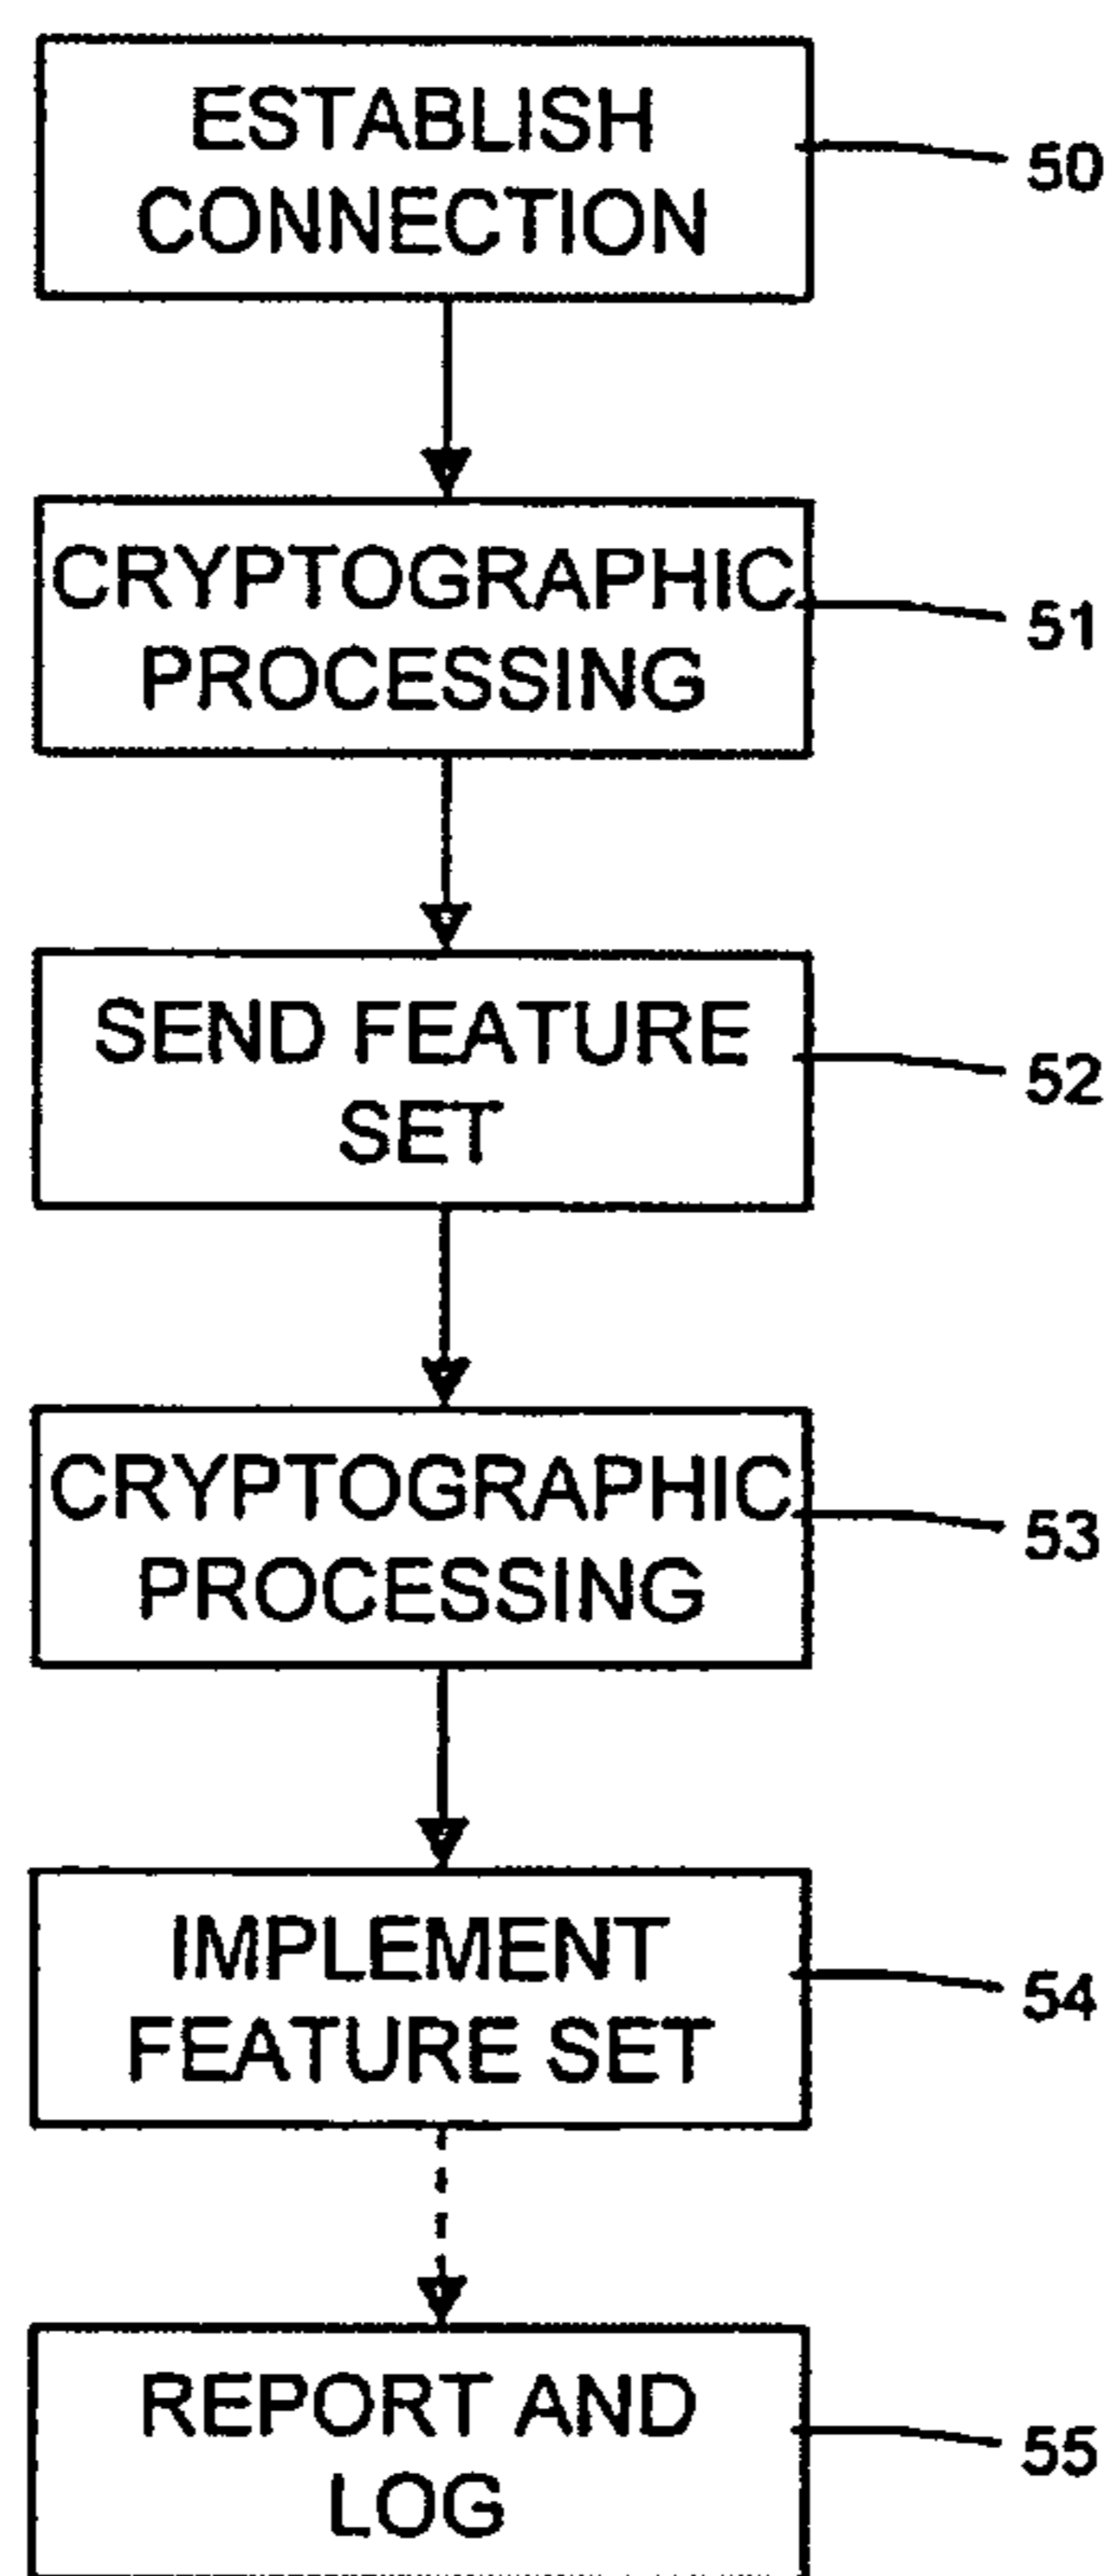 ESTABLISH
CONNECTION
50
CRYPTOGRAPHIC
PROCESSING
51
SEND FEATURE
SET
52
CRYPTOGRAPHIC
PROCESSING
53
IMPLEMENT
FEATURE SET
54
REPORT AND
LOG
55